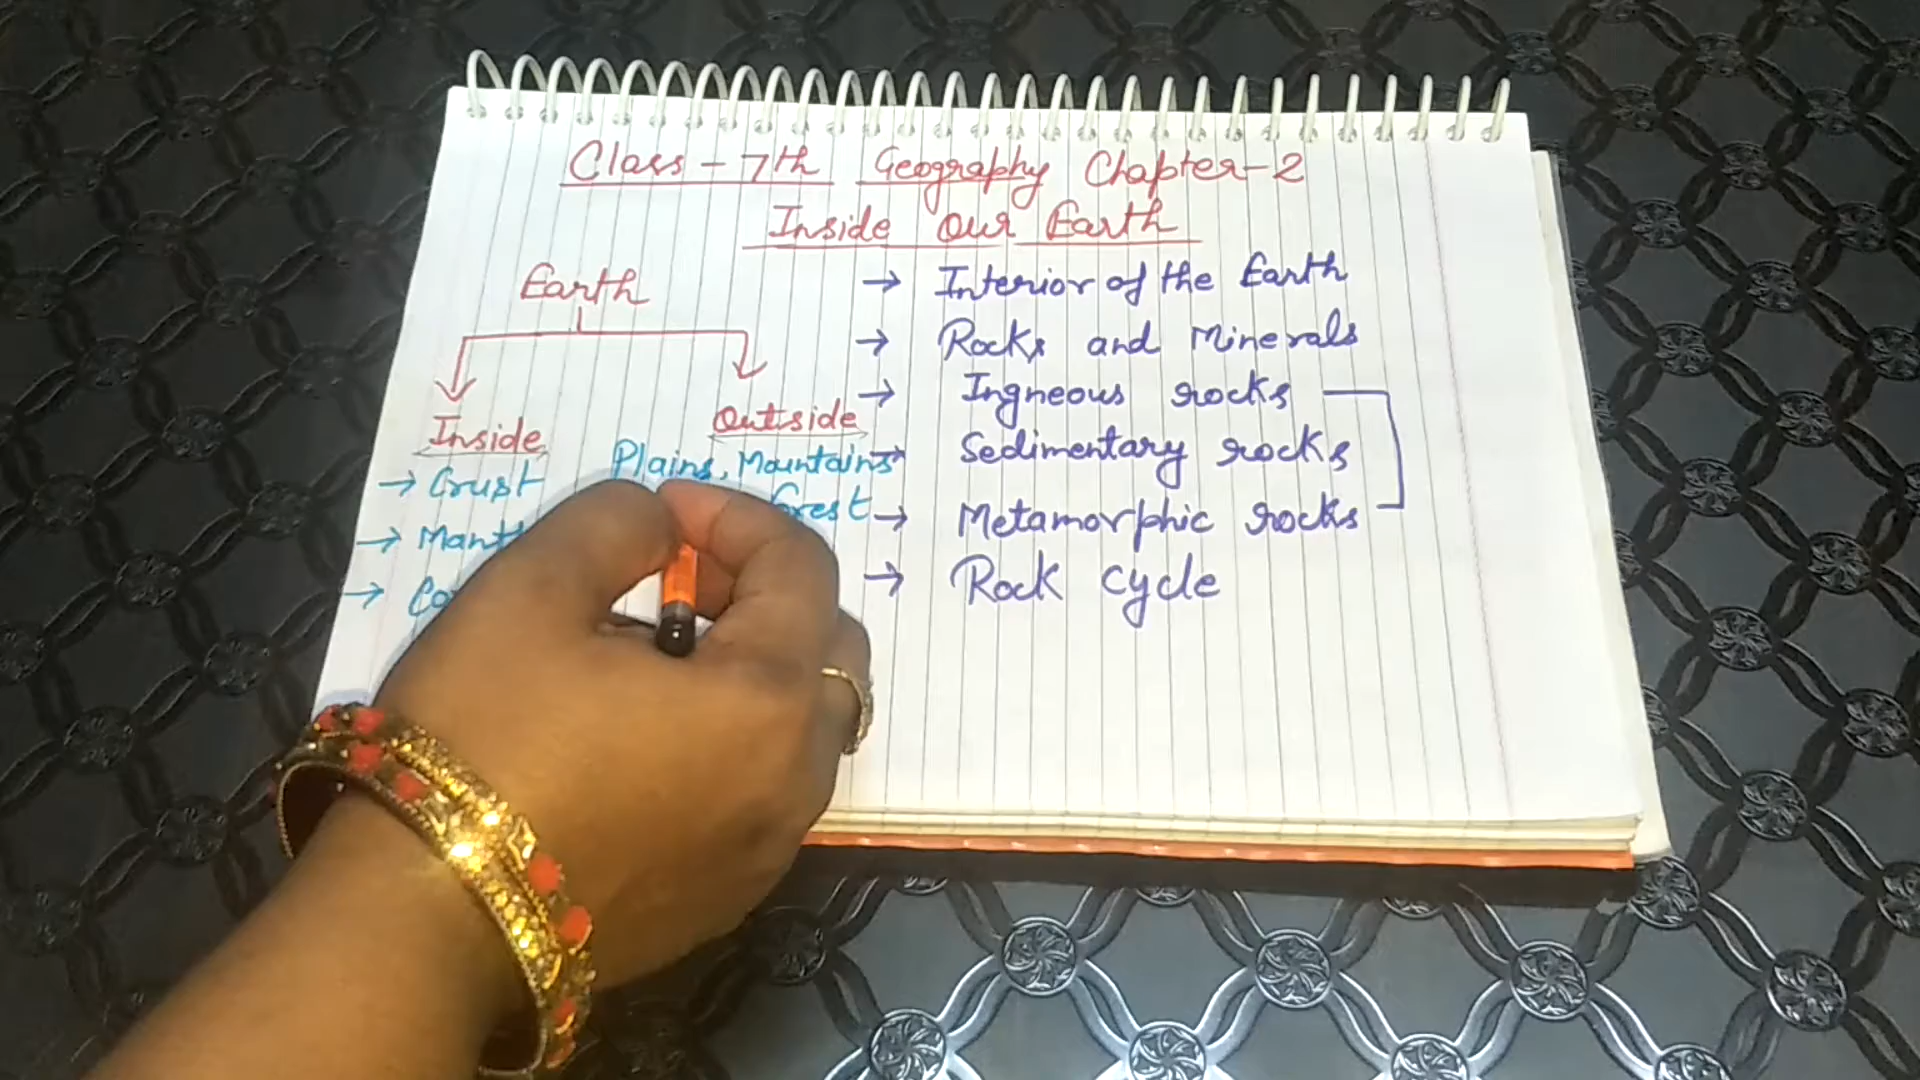 Class - 7th Geography Chapter-2
Inside Our Earth
Earth
Inside
→ Crust
→
→
Outside
Plains, Mountains
→ Interior of the Earth
→ Rocks and Minerals
→ Ingneous rocks
→ Sedimentary rocks
→ Metamorphic rocks
→ Rock Cycle